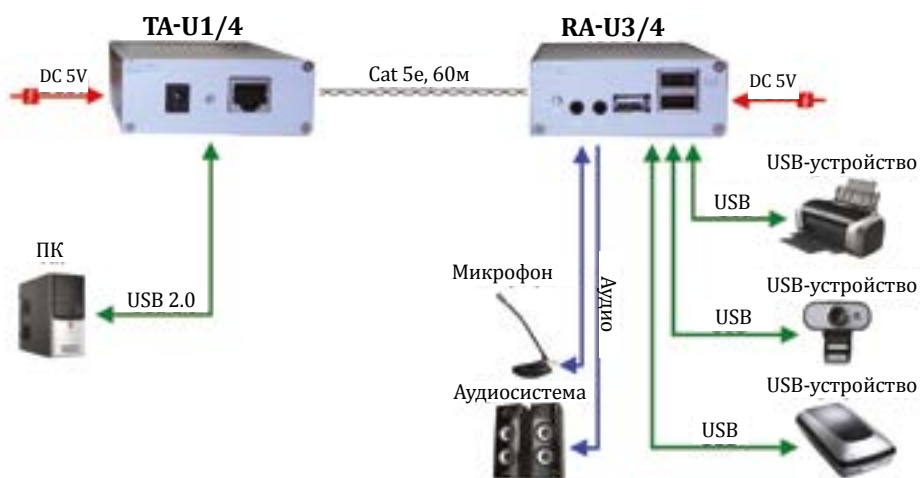 TA-U1/4
RA-U3/4
DC 5V
Cat 5e, 60м
DC 5V
USB-устройство
USB
ПК
USB 2.0
Микрофон
Аудио
USB-устройство
USB
Аудиосистема
USB-устройство
USB